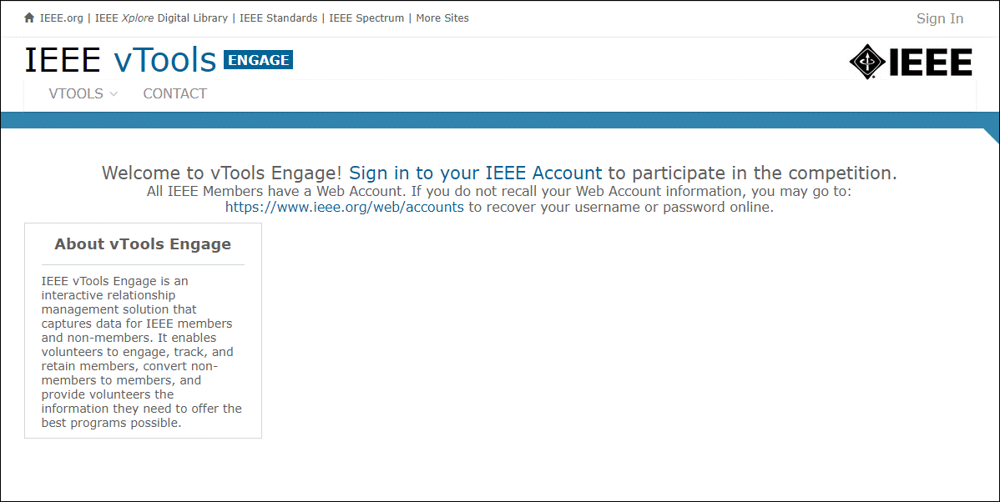 IEEE.org | IEEE Xplore Digital Library | IEEE Standards | IEEE Spectrum | More Sites
Sign In
IEEE vTools ENGAGE
IEEE
VTOOLS
CONTACT
Welcome to vTools Engage! Sign in to your IEEE Account to participate in the competition.
All IEEE Members have a Web Account. If you do not recall your Web Account information, you may go to:
https://www.ieee.org/web/accounts to recover your username or password online.
About vTools Engage
IEEE vTools Engage is an
interactive relationship
management solution that
captures data for IEEE members
and non-members. It enables
volunteers to engage, track, and
retain members, convert non-
members to members, and
provide volunteers the
information they need to offer the
best programs possible.